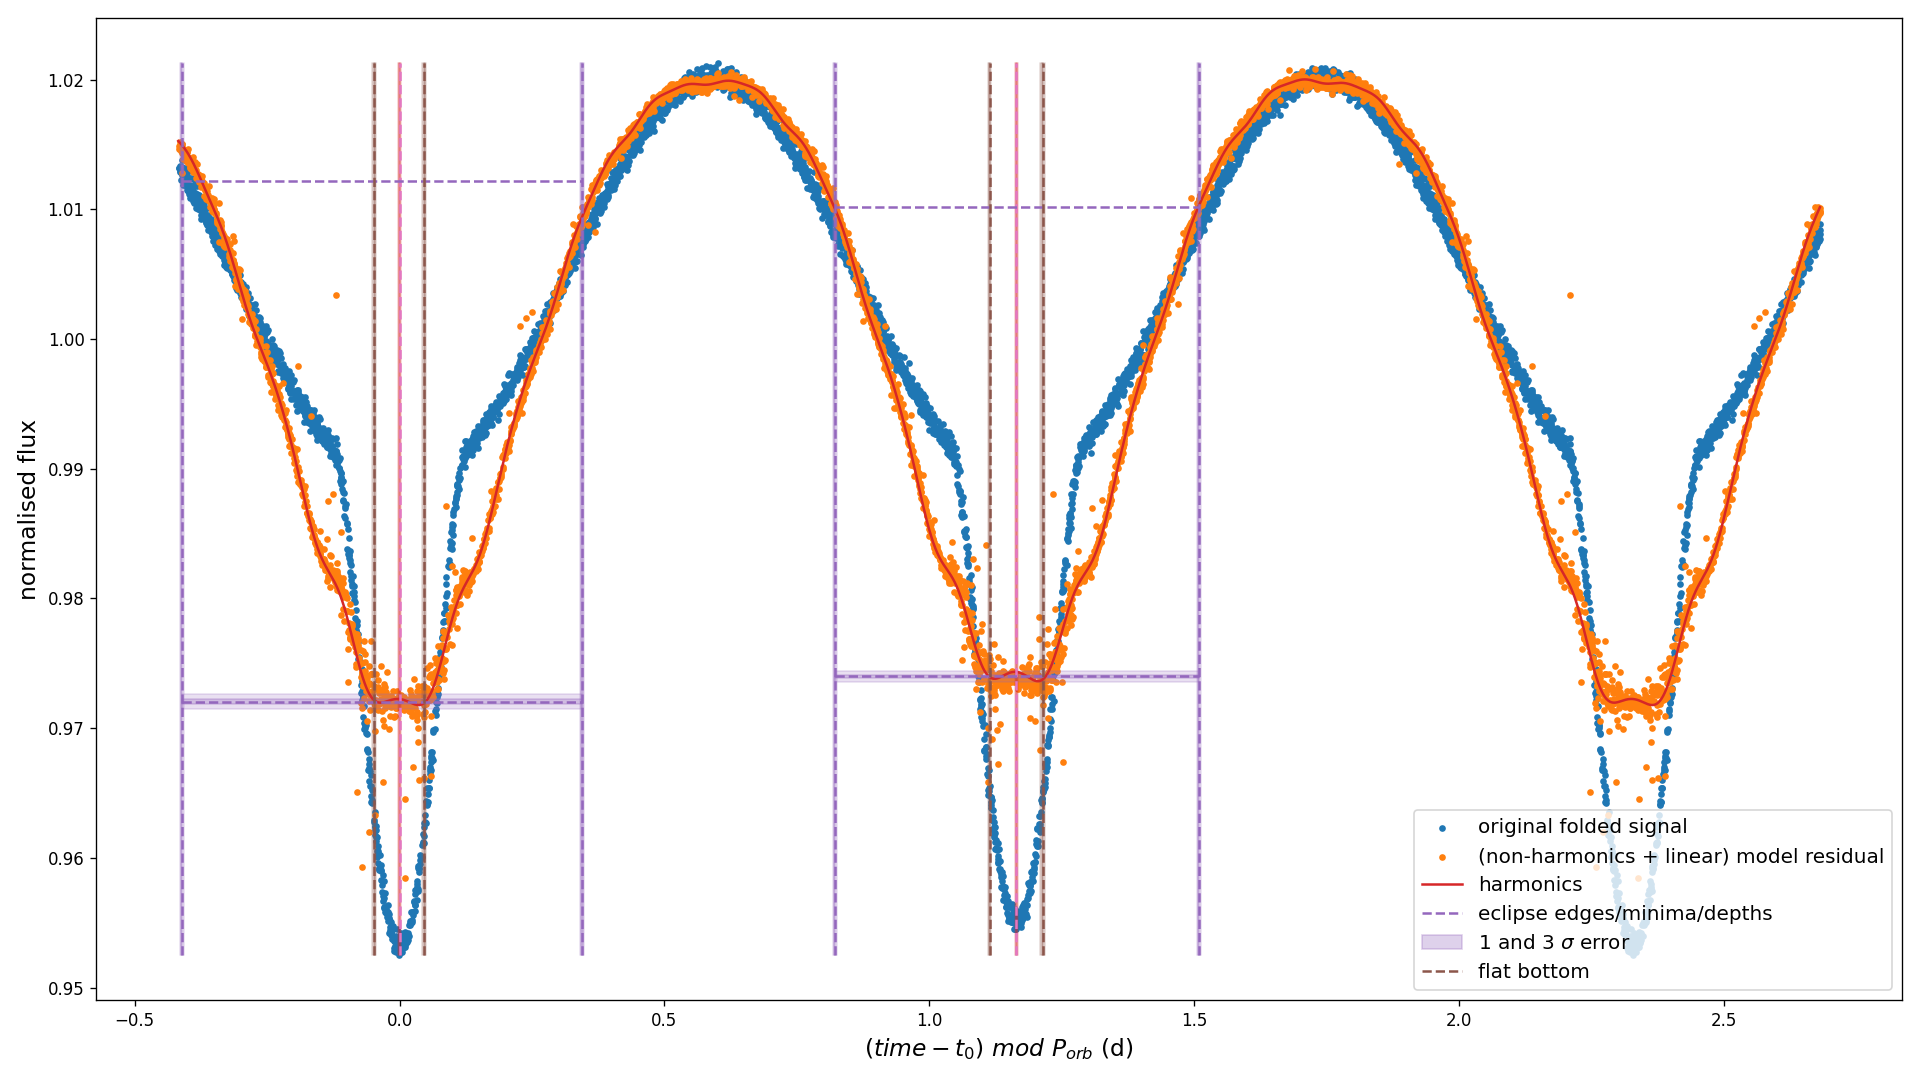 normalised flux
1.02
1.01
1.00
0.99
0.98
0.97
0.96
0.95
−0.5 0.0 0.5 1.0 1.5 2.0 2.5
(time − t₀) mod Pₒᵣb (d)
original folded signal
(non-harmonics + linear) model residual
harmonics
eclipse edges/minima/depths
1 and 3 σ error
flat bottom